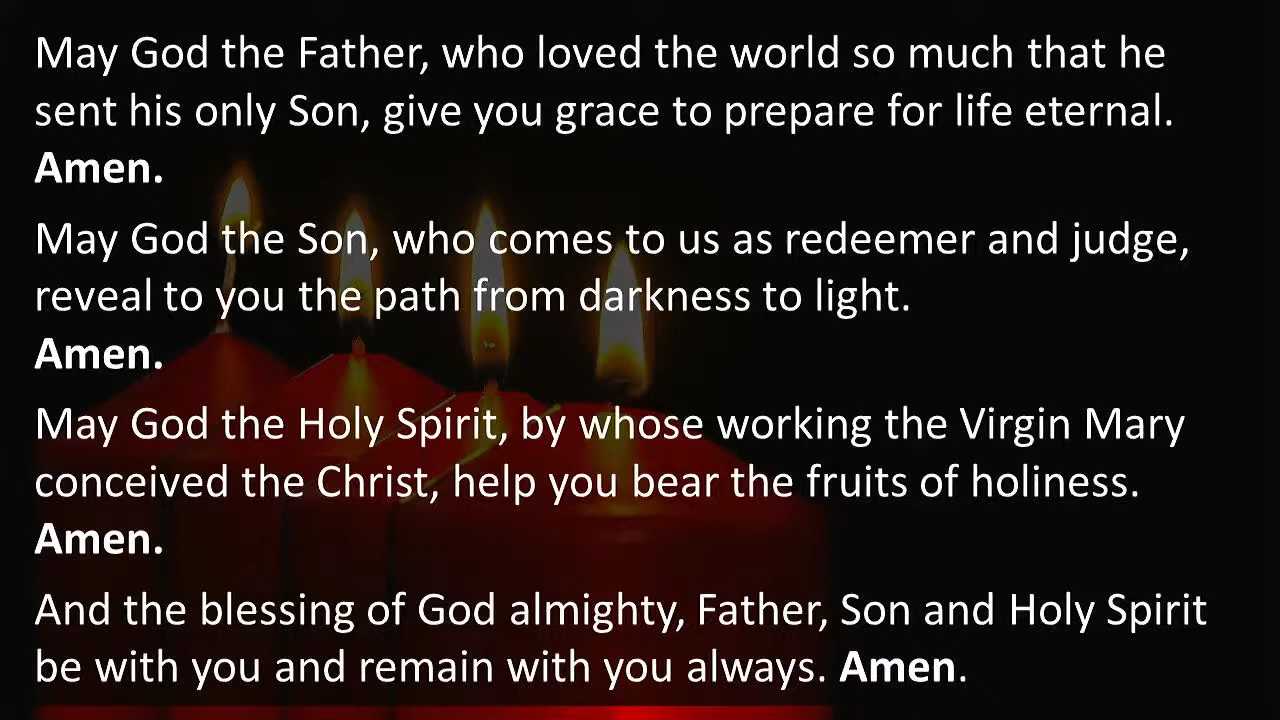 May God the Father, who loved the world so much that he
sent his only Son, give you grace to prepare for life eternal.
Amen.
May God the Son, who comes to us as redeemer and judge,
reveal to you the path from darkness to light.
Amen.
May God the Holy Spirit, by whose working the Virgin Mary
conceived the Christ, help you bear the fruits of holiness.
Amen.
And the blessing of God almighty, Father, Son and Holy Spirit
be with you and remain with you always. Amen.